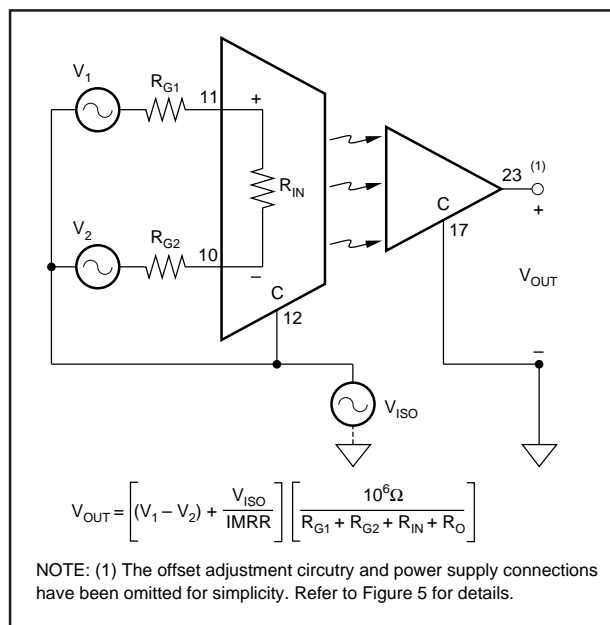 V1
RG1
11
+
RIN
V2
RG2
10
–
C
12
23
(1)
+
C
17
VOUT
–
VISO
VOUT = [(V1 – V2) + VISO/IMRR] [10^6Ω/(RG1 + RG2 + RIN + RO)]
NOTE: (1) The offset adjustment circutry and power supply connections
have been omitted for simplicity. Refer to Figure 5 for details.